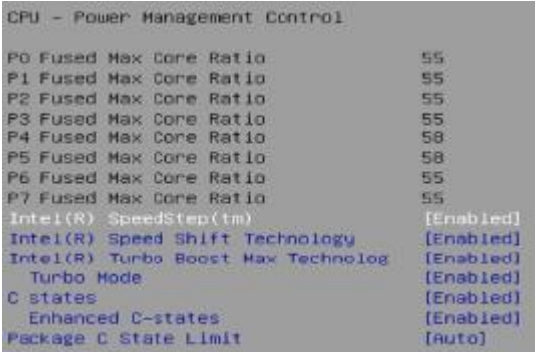 CPU - Power Management Control
P0 Fused Max Core Ratio 55
P1 Fused Max Core Ratio 55
P2 Fused Max Core Ratio 55
P3 Fused Max Core Ratio 55
P4 Fused Max Core Ratio 58
P5 Fused Max Core Ratio 58
P6 Fused Max Core Ratio 55
P7 Fused Max Core Ratio 55
Intel(R) SpeedStep(tm) [Enabled]
Intel(R) Speed Shift Technology [Enabled]
Intel(R) Turbo Boost Max Technolog [Enabled]
Turbo Mode [Enabled]
C states [Enabled]
Enhanced C-states [Enabled]
Package C State Limit [Auto]